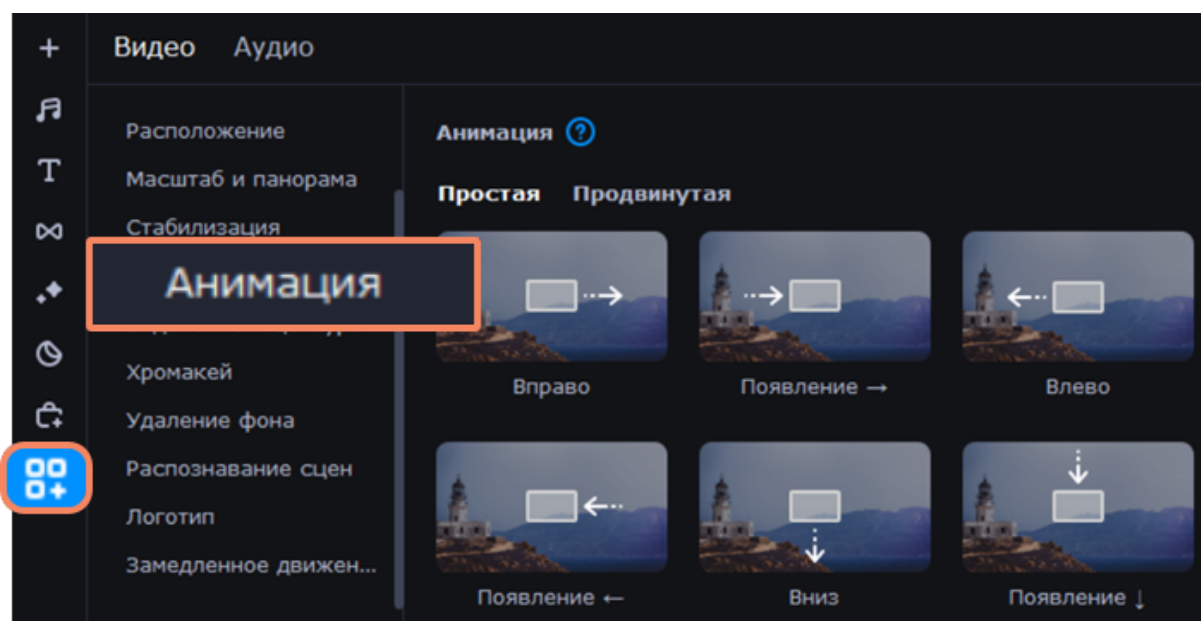 Видео Аудио
Расположение
Масштаб и панорама
Стабилизация
Анимация
Хромакей
Удаление фона
Распознавание сцен
Логотип
Замедленное движен...
Анимация ?
Простая Продвинутая
Вправо Появление → Влево
Появление ← Вниз Появление ↓